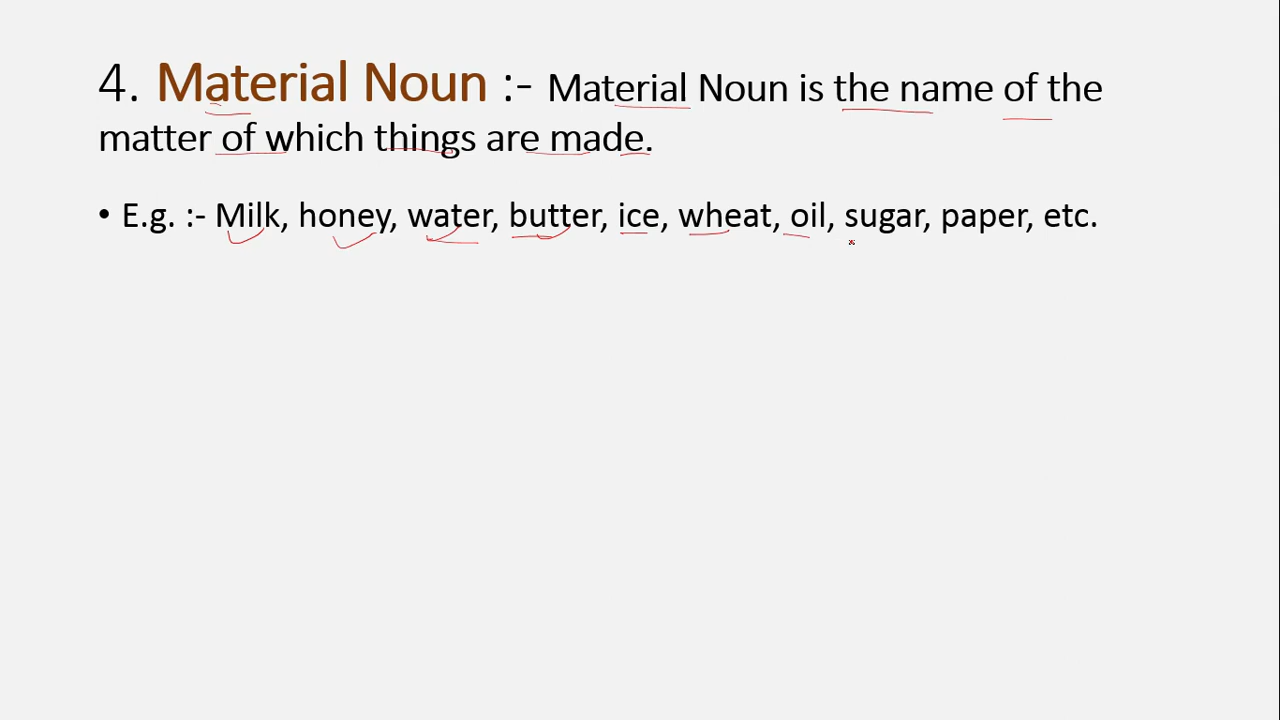 4. Material Noun :- Material Noun is the name of the
matter of which things are made.
• E.g. :- Milk, honey, water, butter, ice, wheat, oil, sugar, paper, etc.